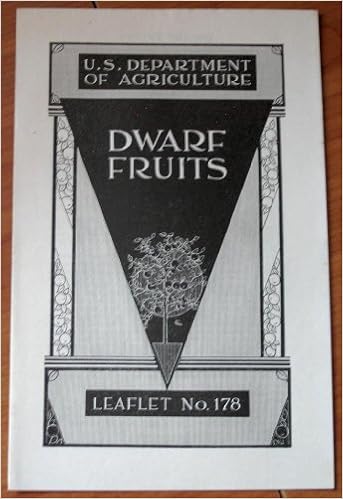 U.S. DEPARTMENT
OF AGRICULTURE
DWARF
FRUITS
LEAFLET No. 178